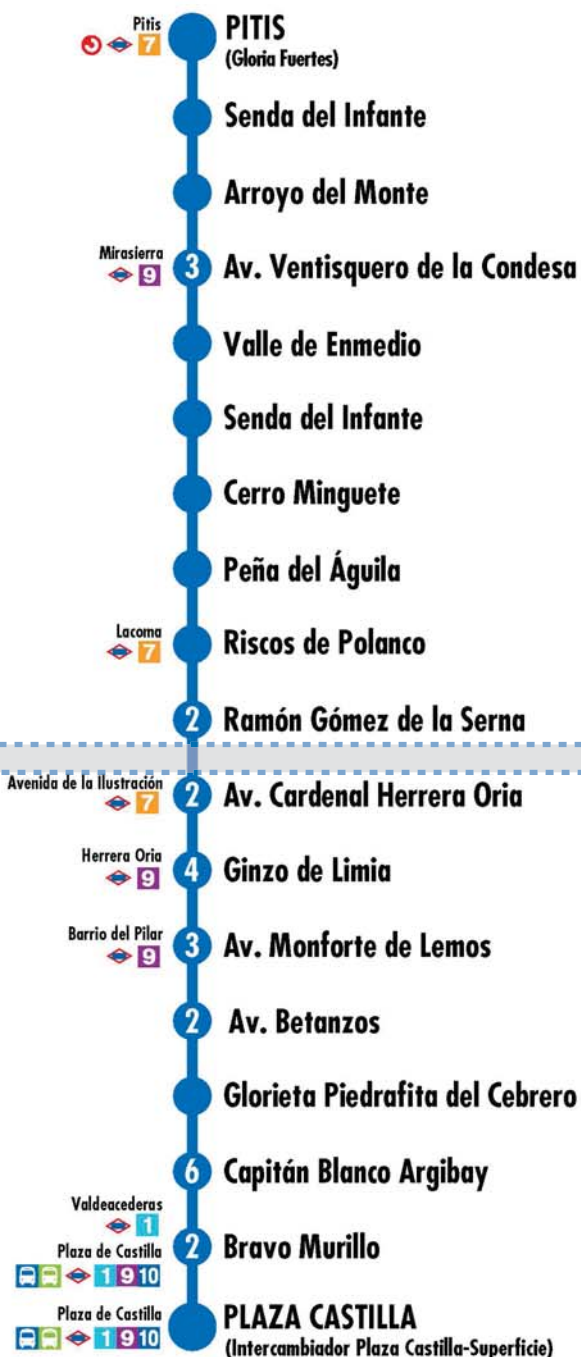 Pitis
7
PITIS
(Gloria Fuertes)
Senda del Infante
Arroyo del Monte
Mirasierra
9
3
Av. Ventisquero de la Condesa
Valle de Enmedio
Senda del Infante
Cerro Minguete
Peña del Águila
Lacoma
7
Riscos de Polanco
2
Ramón Gómez de la Serna
Avenida de la Ilustración
7
2
Av. Cardenal Herrera Oria
Herrera Oria
9
4
Ginzo de Limia
Barrio del Pilar
9
3
Av. Monforte de Lemos
2
Av. Betanzos
Glorieta Piedrafita del Cebrero
6
Capitán Blanco Argibay
Valdeacederas
1
Plaza de Castilla
1 9 10
2
Bravo Murillo
Plaza de Castilla
1 9 10
PLAZA CASTILLA
(Intercambiador Plaza Castilla-Superficie)